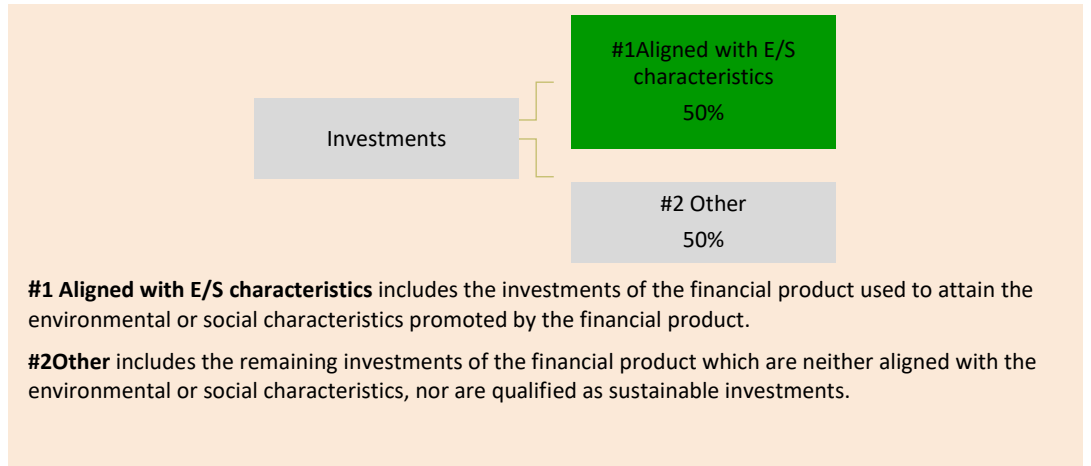 #1Aligned with E/S
characteristics
50%
Investments
#2 Other
50%
#1 Aligned with E/S characteristics includes the investments of the financial product used to attain the
environmental or social characteristics promoted by the financial product.
#2Other includes the remaining investments of the financial product which are neither aligned with the
environmental or social characteristics, nor are qualified as sustainable investments.